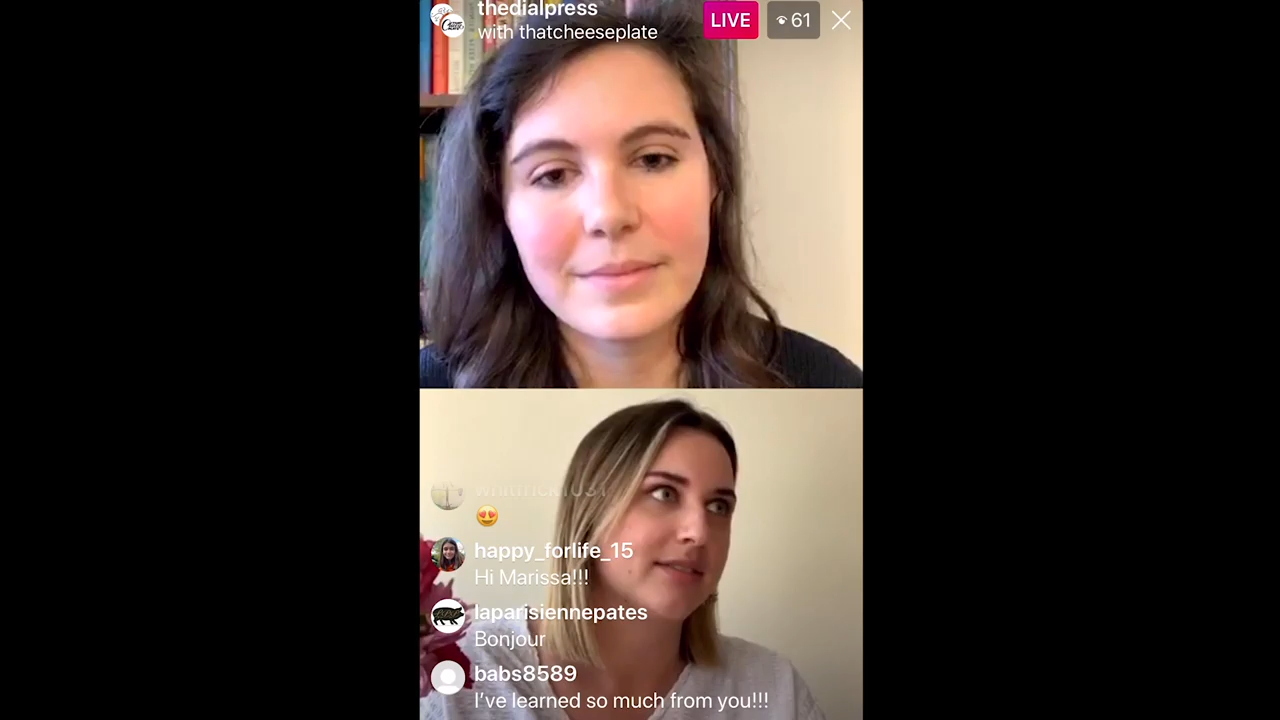 thedialpress
with thatcheeseplate
LIVE
61
😍
happy_forlife_15
Hi Marissa!!!
laparisiennepates
Bonjour
babs8589
I've learned so much from you!!!